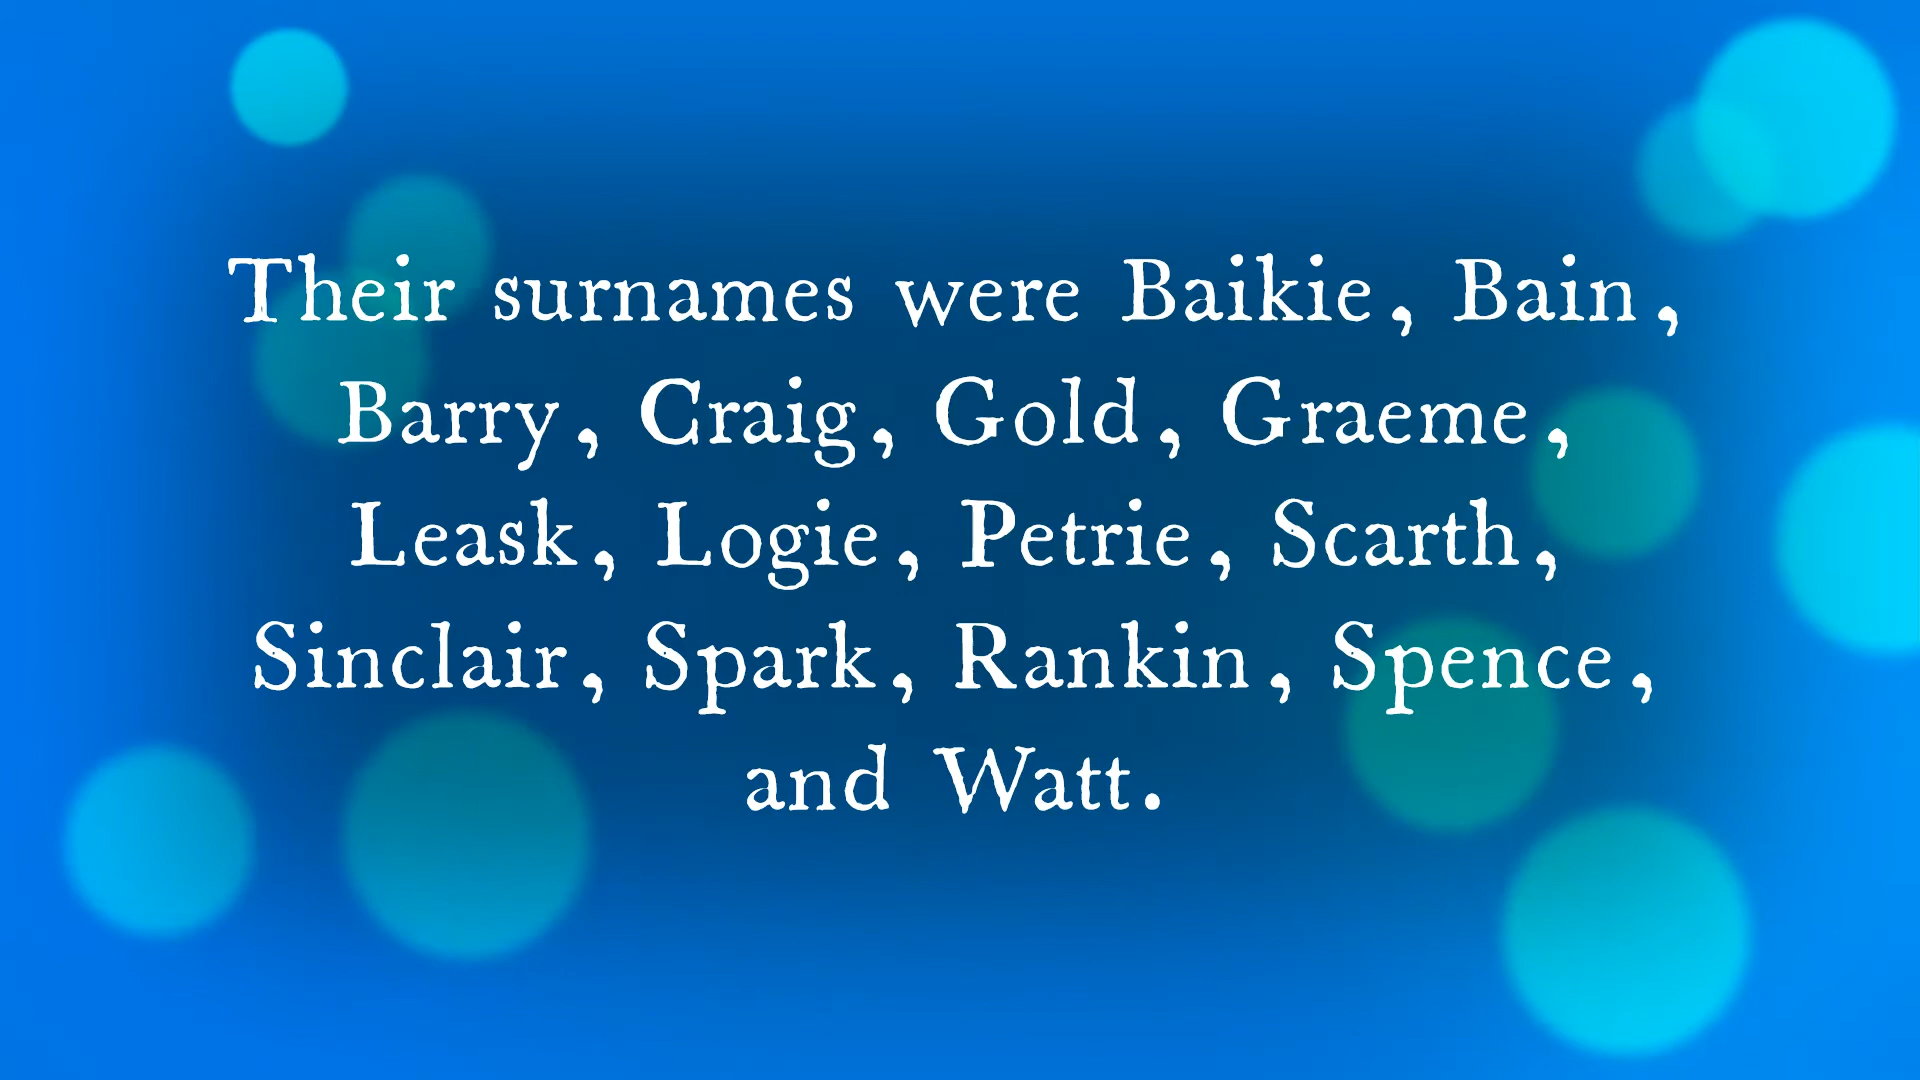 Their surnames were Baikie, Bain,
Barry, Craig, Gold, Graeme,
Leask, Logie, Petrie, Scarth,
Sinclair, Spark, Rankin, Spence,
and Watt.